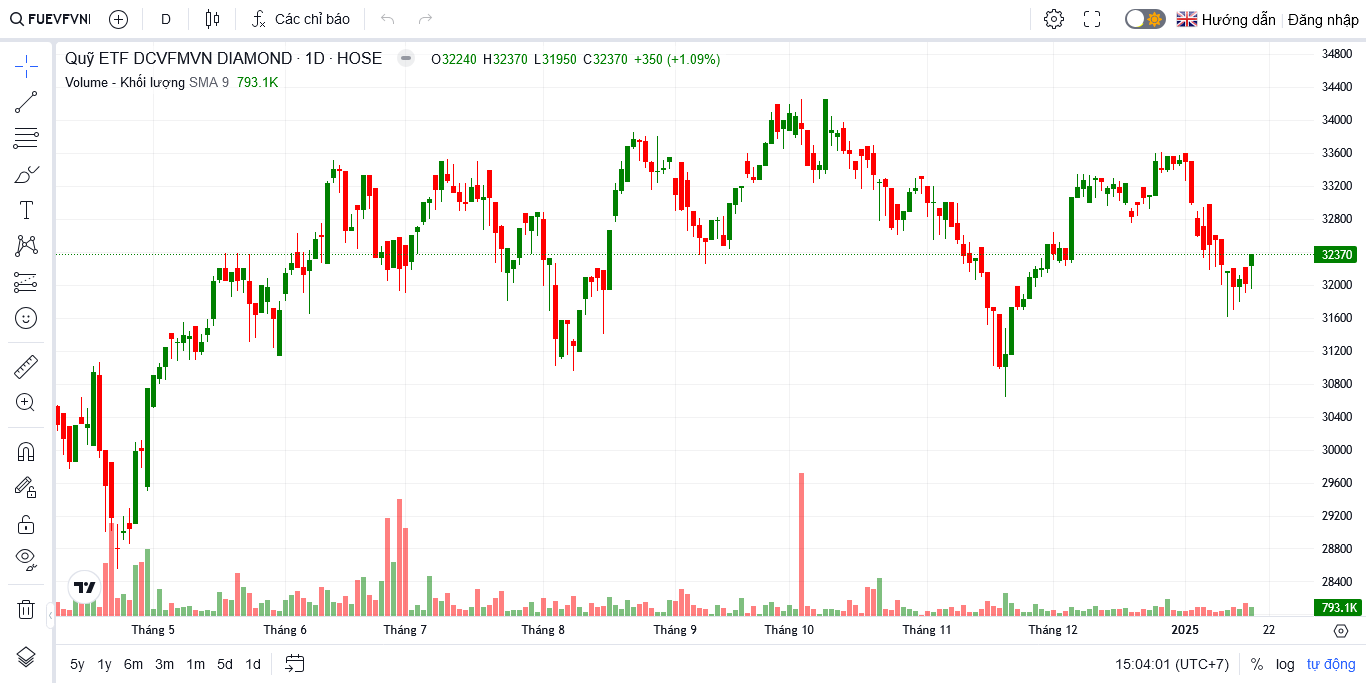 FUEVFVNI D Các chỉ báo Hướng dẫn Đăng nhập
Quỹ ETF DCVFMVN DIAMOND · 1D · HOSE O32240 H32370 L31950 C32370 +350 (+1.09%)
Volume - Khối lượng SMA 9 793.1K
34800
34400
34000
33600
33200
32800
32370
32000
31600
31200
30800
30400
30000
29600
29200
28800
28400
793.1K
Tháng 5 Tháng 6 Tháng 7 Tháng 8 Tháng 9 Tháng 10 Tháng 11 Tháng 12 2025 22
5y 1y 6m 3m 1m 5d 1d 15:04:01 (UTC+7) % log tự động